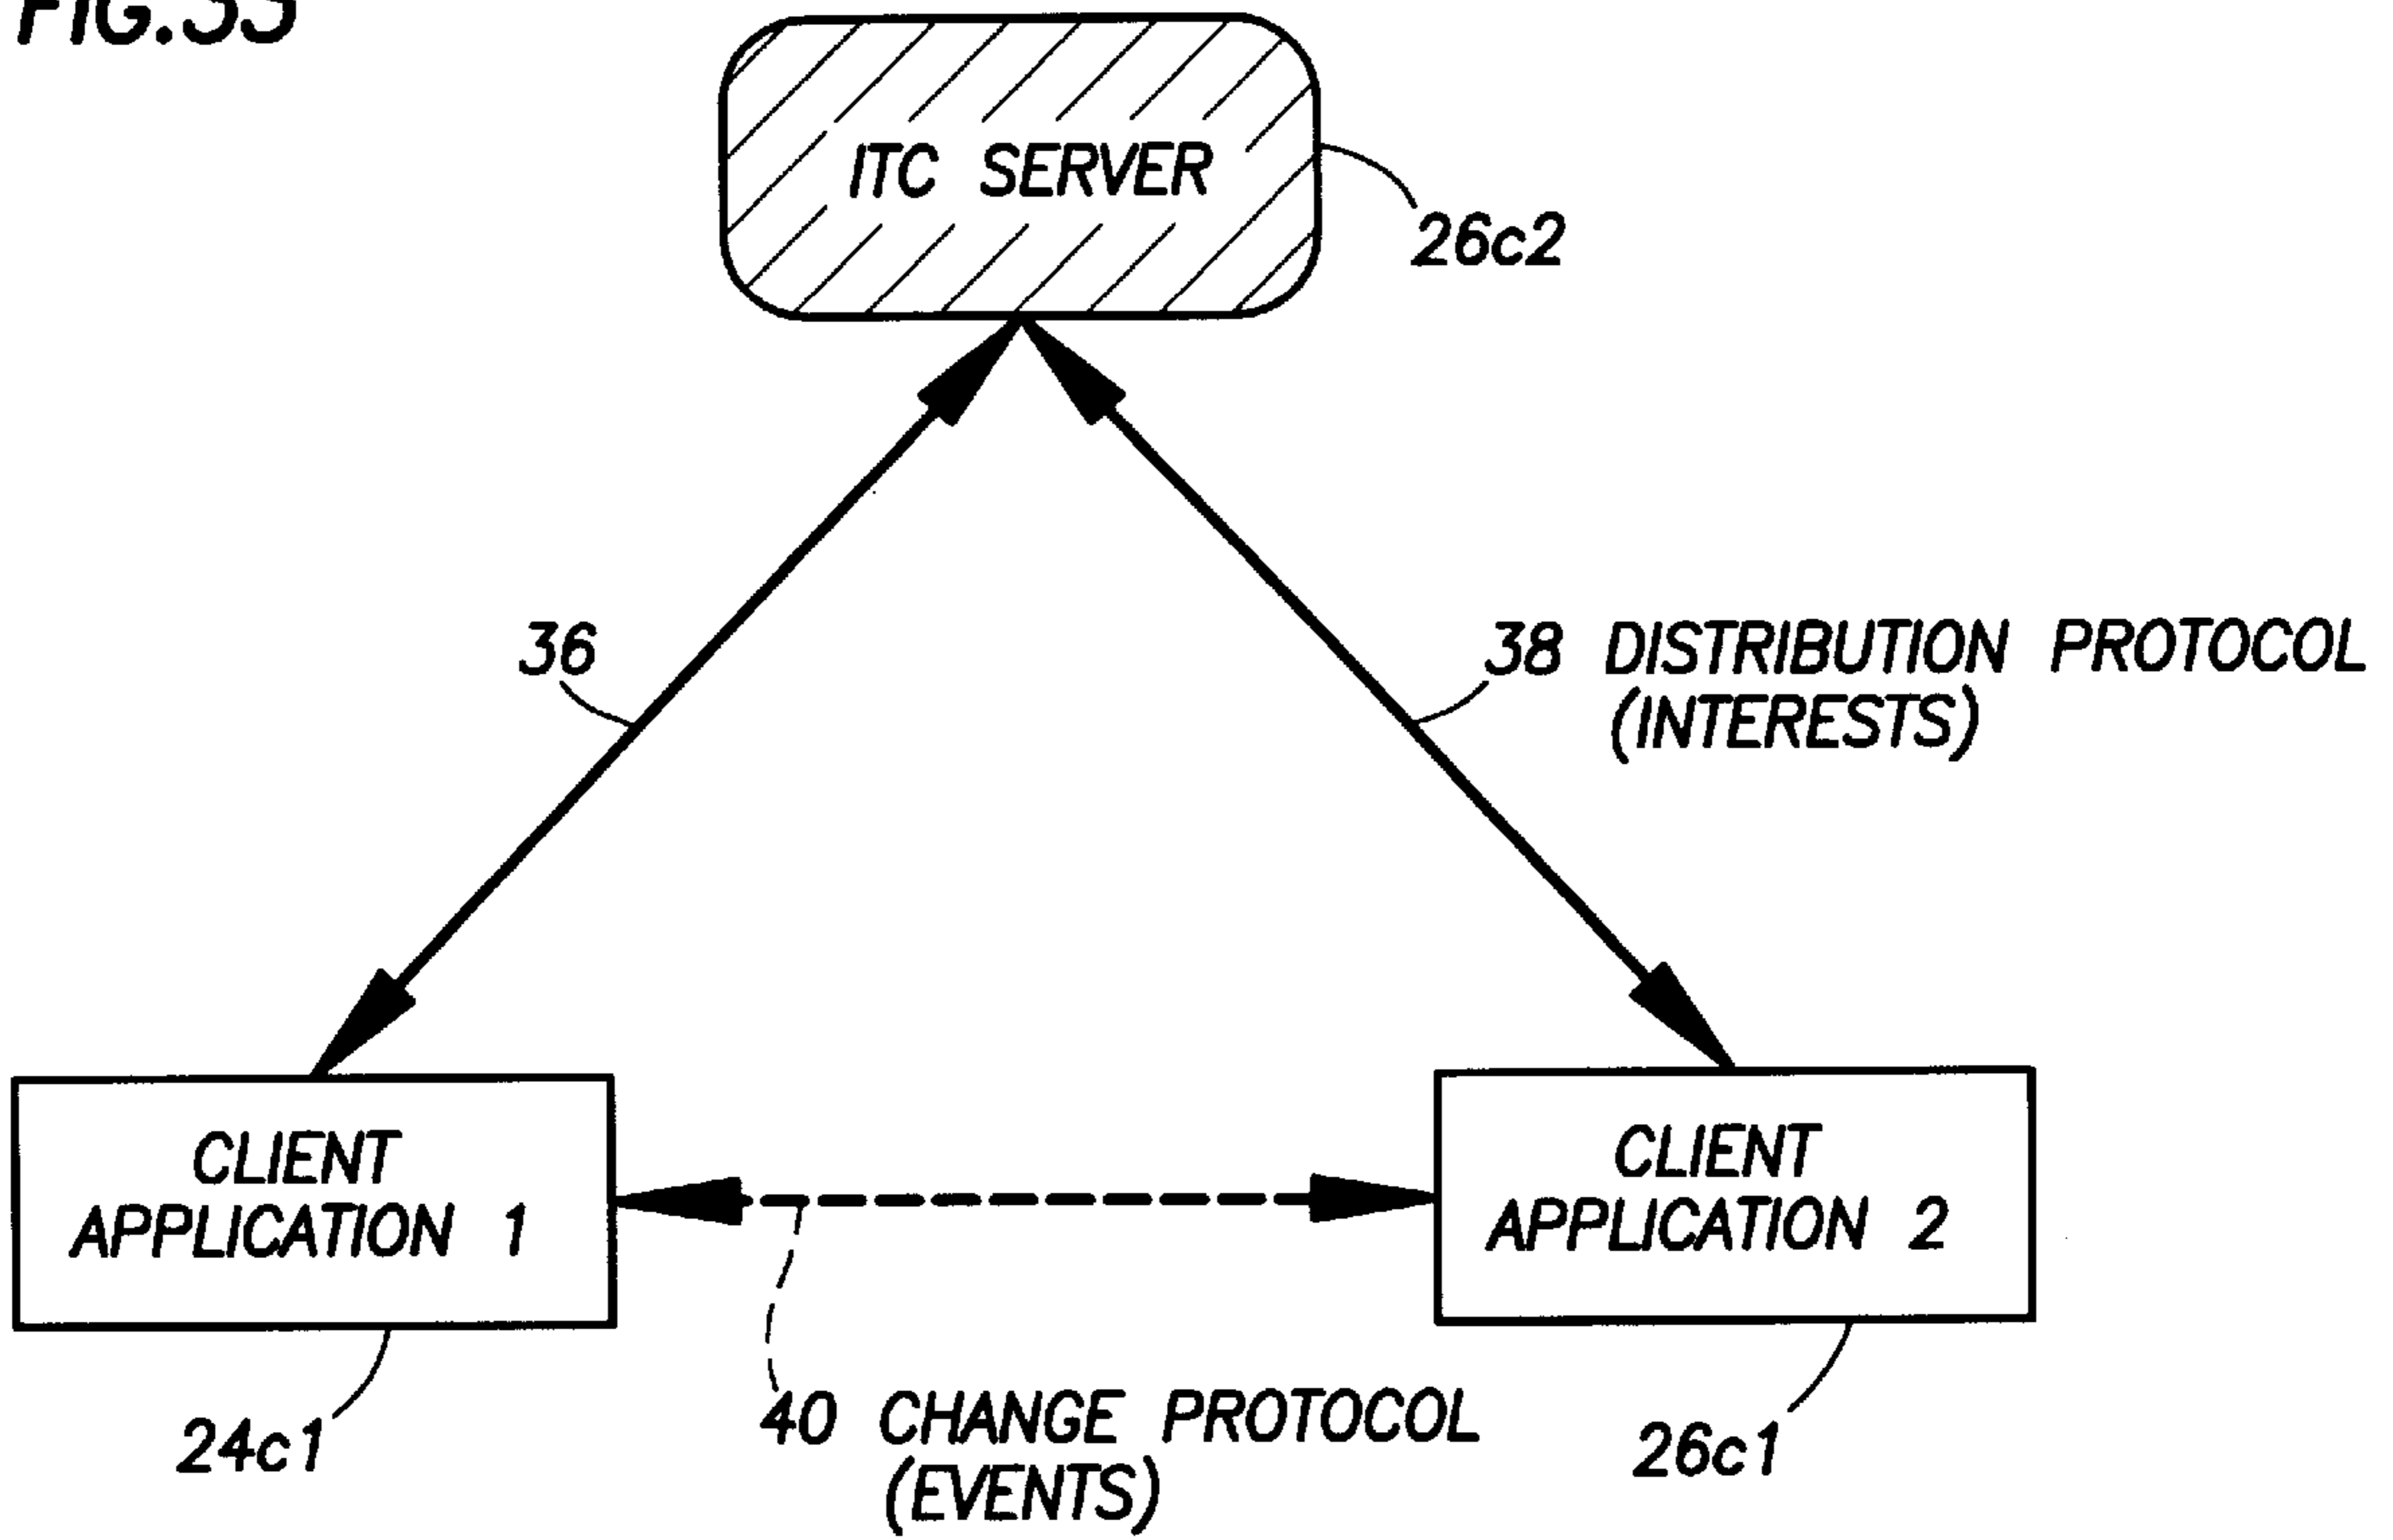 FIG.33
ITC SERVER
26c2
36
38 DISTRIBUTION PROTOCOL
(INTERESTS)
CLIENT
APPLICATION 1
CLIENT
APPLICATION 2
24c1
40 CHANGE PROTOCOL
(EVENTS)
26c1